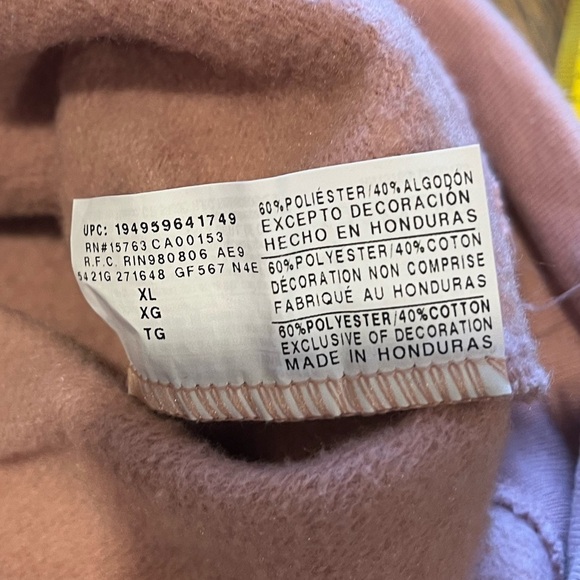 UPC: 194959641749
RN#15763 CA00153
R.F.C. RIN980806 AE9
5421G 271648 GF567 N4E
XL
XG
TG
60%POLIÉSTER/40%ALGODÓN
EXCEPTO DECORACIÓN
HECHO EN HONDURAS
60%POLYESTER/40%COTON
DÉCORATION NON COMPRISE
FABRIQUÉ AU HONDURAS
60%POLYESTER/40%COTTON
EXCLUSIVE OF DECORATION
MADE IN HONDURAS